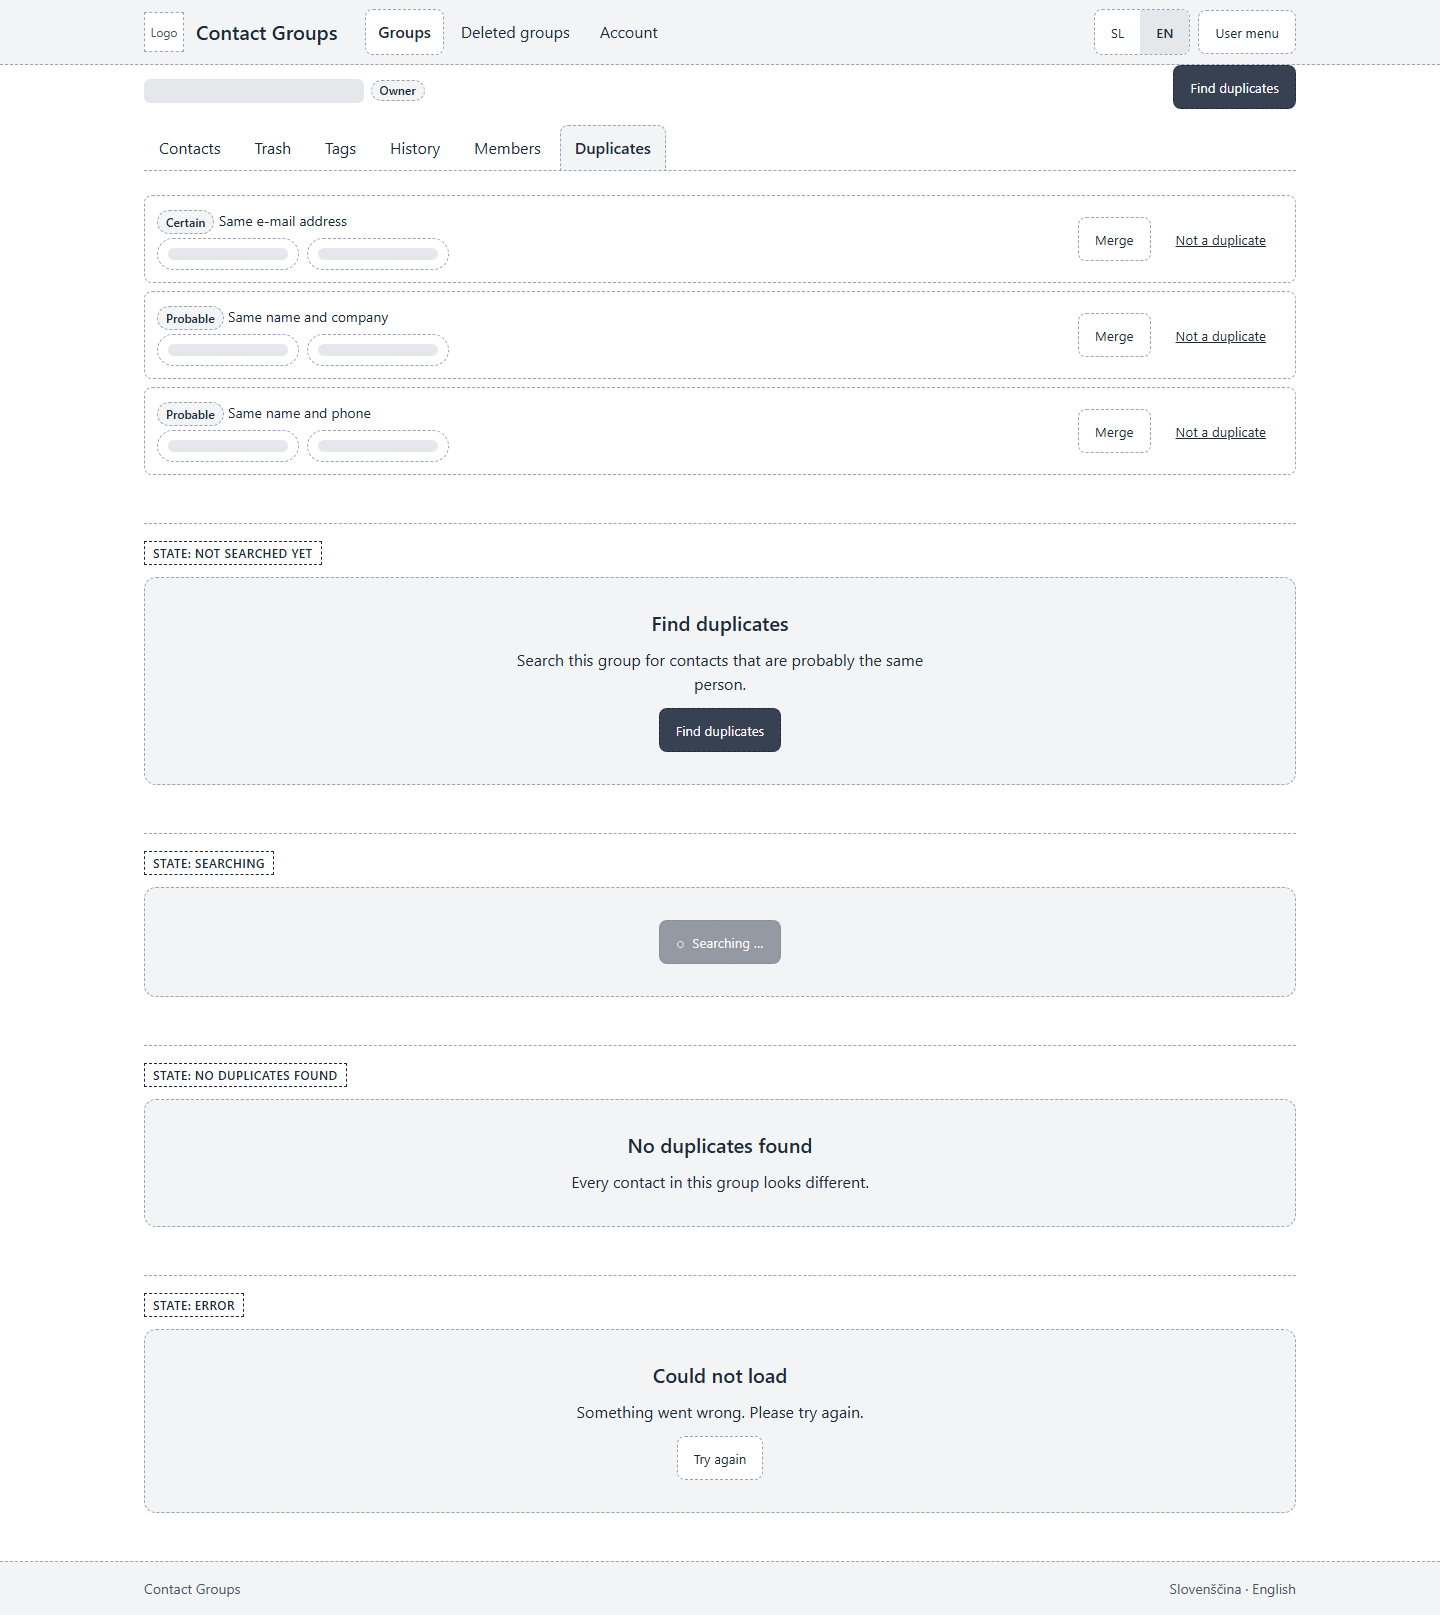 Logo Contact Groups Groups Deleted groups Account SL EN User menu
Owner Find duplicates
Contacts Trash Tags History Members Duplicates
Certain Same e-mail address
Merge Not a duplicate
Probable Same name and company
Merge Not a duplicate
Probable Same name and phone
Merge Not a duplicate
STATE: NOT SEARCHED YET
Find duplicates
Search this group for contacts that are probably the same
person.
Find duplicates
STATE: SEARCHING
Searching ...
STATE: NO DUPLICATES FOUND
No duplicates found
Every contact in this group looks different.
STATE: ERROR
Could not load
Something went wrong. Please try again.
Try again
Contact Groups Slovenščina · English